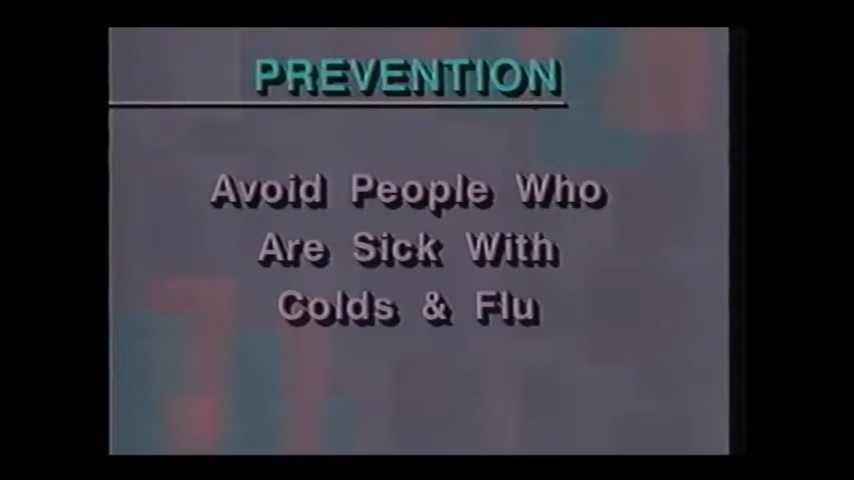 PREVENTION
Avoid People Who
Are Sick With
Colds & Flu